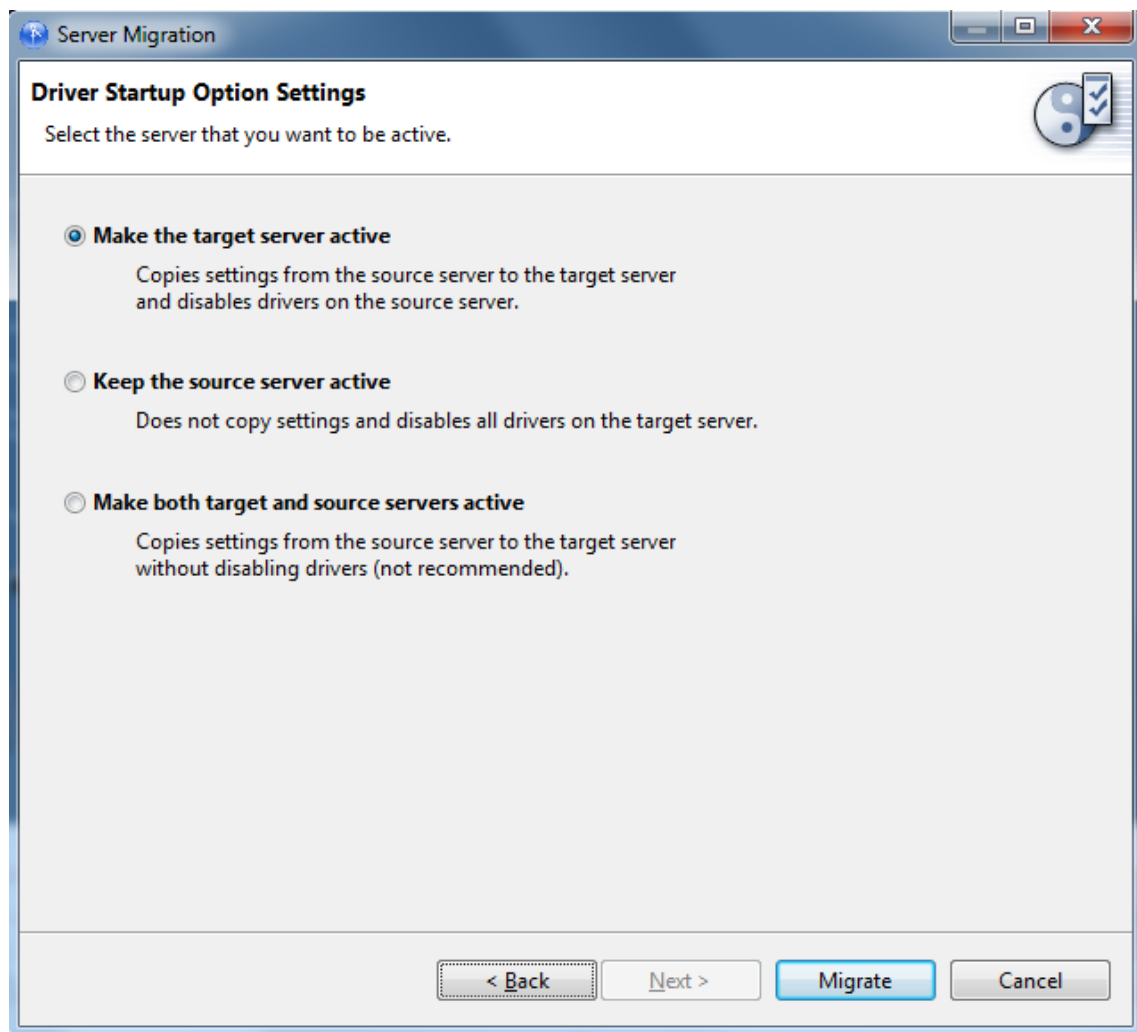 Server Migration
Driver Startup Option Settings
Select the server that you want to be active.
Make the target server active
Copies settings from the source server to the target server
and disables drivers on the source server.
Keep the source server active
Does not copy settings and disables all drivers on the target server.
Make both target and source servers active
Copies settings from the source server to the target server
without disabling drivers (not recommended).
< Back Next > Migrate Cancel